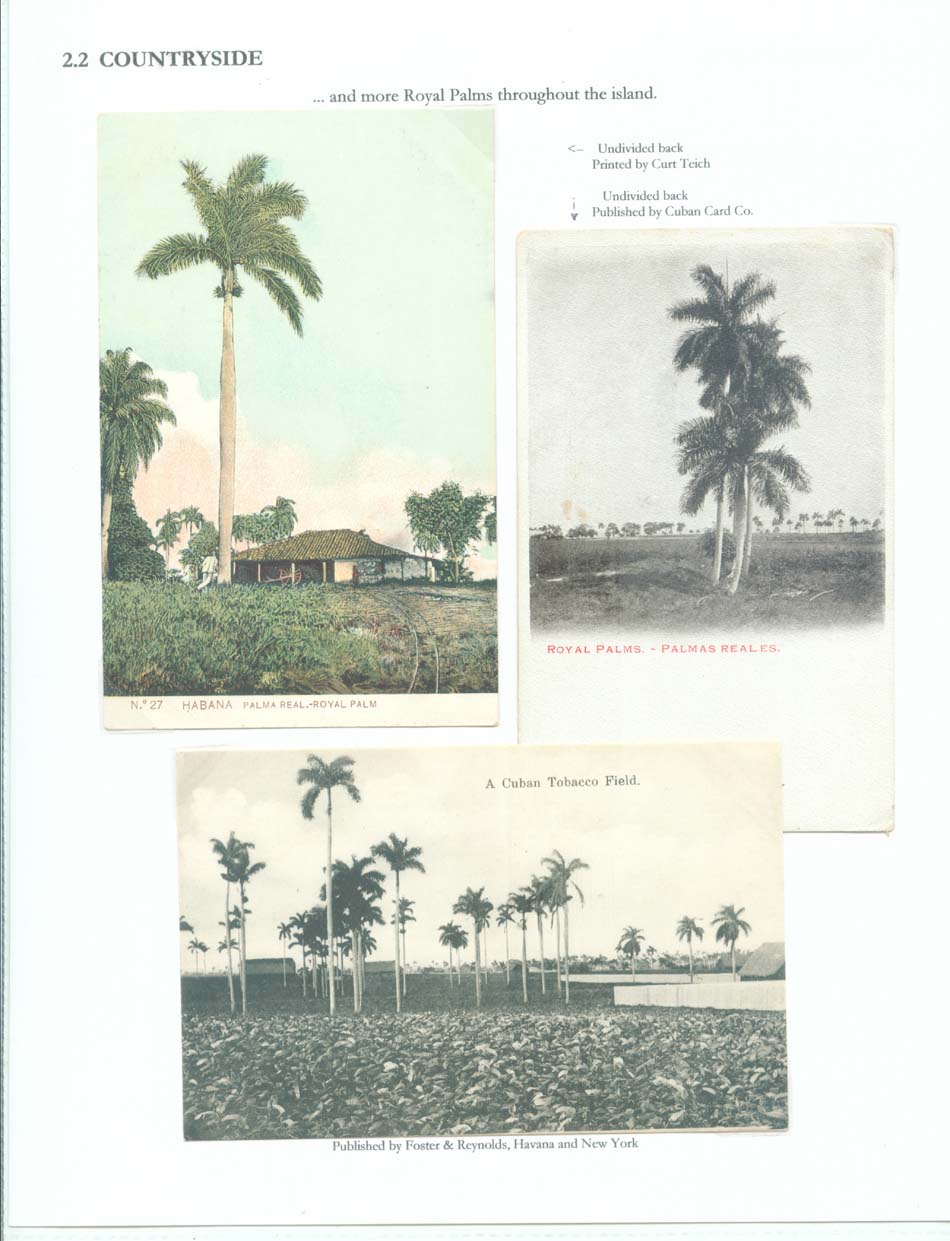 2.2 COUNTRYSIDE
... and more Royal Palms throughout the island.
<– Undivided back
Printed by Curt Teich
Undivided back
Published by Cuban Card Co.
ROYAL PALMS. - PALMAS REALES.
N.º 27 HABANA PALMA REAL.-ROYAL PALM
A Cuban Tobacco Field.
Published by Foster & Reynolds, Havana and New York